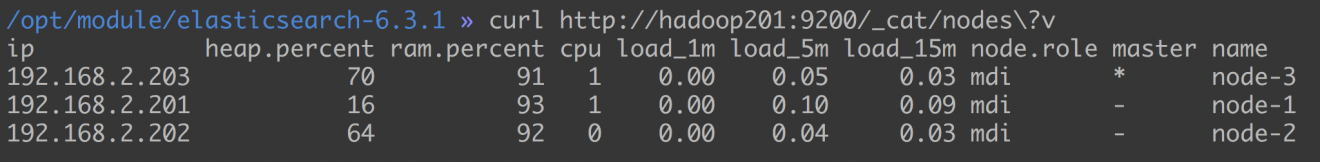 /opt/module/elasticsearch-6.3.1 » curl http://hadoop201:9200/_cat/nodes\?v
ip            heap.percent ram.percent cpu load_1m load_5m load_15m node.role master name
192.168.2.203           70          91   1    0.00    0.05     0.03 mdi       *      node-3
192.168.2.201           16          93   1    0.00    0.10     0.09 mdi       -      node-1
192.168.2.202           64          92   0    0.00    0.04     0.03 mdi       -      node-2